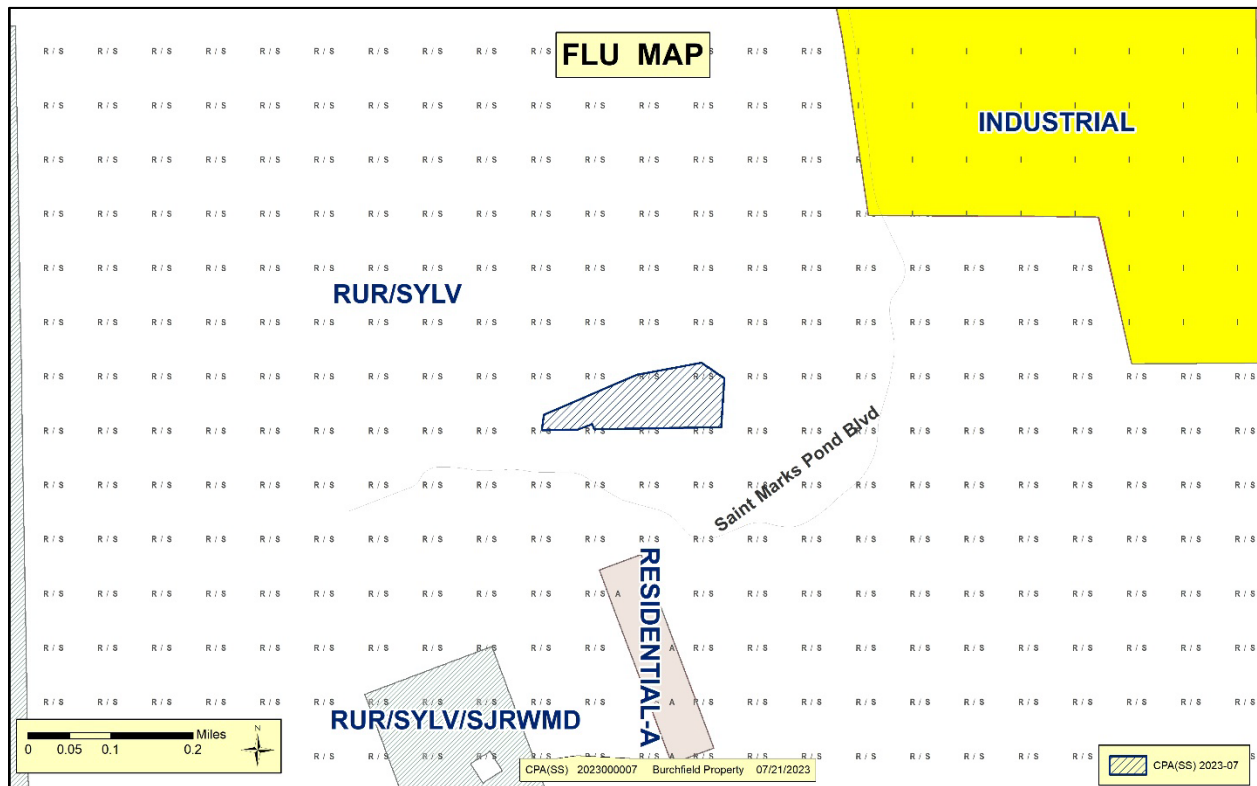 R / S R / S R / S R / S R / S R / S R / S R / S R / S R / S FLU MAP S R / S R / S I I I I I I I
R / S R / S R / S R / S R / S R / S R / S R / S R / S R / S R / S R / S R / S R / S R / S I I I I I I I
INDUSTRIAL
R / S R / S R / S R / S R / S R / S R / S R / S R / S R / S R / S R / S R / S R / S R / S I I I I I I I
R / S R / S R / S R / S R / S R / S R / S R / S R / S R / S R / S R / S R / S R / S R / S R / S I I I
R / S R / S R / S R / S R / S R / S R / S R / S R / S R / S R / S R / S R / S R / S R / S R / S R / S R / S R / S R / S I I I
RUR/SYLV
R / S R / S R / S R / S R / S R / S R / S R / S R / S R / S R / S R / S R / S R / S R / S R / S R / S R / S R / S R / S I I I
R / S R / S R / S R / S R / S R / S R / S R / S R / S R / S R / S R / S R / S R / S R / S R / S R / S R / S R / S R / S R / S R / S R / S
R / S R / S R / S R / S R / S R / S R / S R / S R / S R / S R / S R / S R / S R / S R / S R / S R / S R / S R / S R / S R / S R / S R / S
Saint Marks Pond Blvd
R / S R / S R / S R / S R / S R / S R / S R / S R / S R / S R / S R / S R / S R / S R / S R / S R / S R / S R / S R / S R / S R / S R / S
R / S R / S R / S R / S R / S R / S R / S R / S R / S R / S R / S R / S R / S R / S R / S R / S R / S R / S R / S R / S R / S R / S R / S
RESIDENTIAL-A
R / S R / S R / S R / S R / S R / S R / S R / S R / S R / S R / S A R / S R / S R / S R / S R / S R / S R / S R / S R / S R / S R / S
R / S R / S R / S R / S R / S R / S R / S R / S R / S R / S R / S A R / S R / S R / S R / S R / S R / S R / S R / S R / S R / S R / S
R / S R / S R / S R / S R / S R / S R / S R / S R / S R / S R / S A R / S R / S R / S R / S R / S R / S R / S R / S R / S R / S R / S
RUR/SYLV/SJRWMD
N
Miles
0 0.05 0.1 0.2
R / S R / S R / S R / S R / S R / S A R / S R / S R / S R / S R / S R / S R / S R / S R / S R / S R / S
CPA(SS) 2023000007 Burchfield Property 07/21/2023
CPA(SS) 2023-07